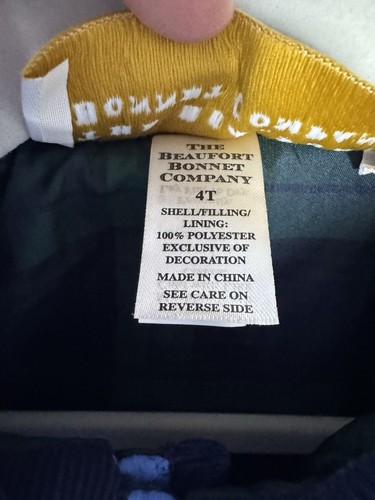 THE
BEAUFORT
BONNET
COMPANY
4T
SHELL/FILLING/
LINING:
100% POLYESTER
EXCLUSIVE OF
DECORATION
MADE IN CHINA
SEE CARE ON
REVERSE SIDE